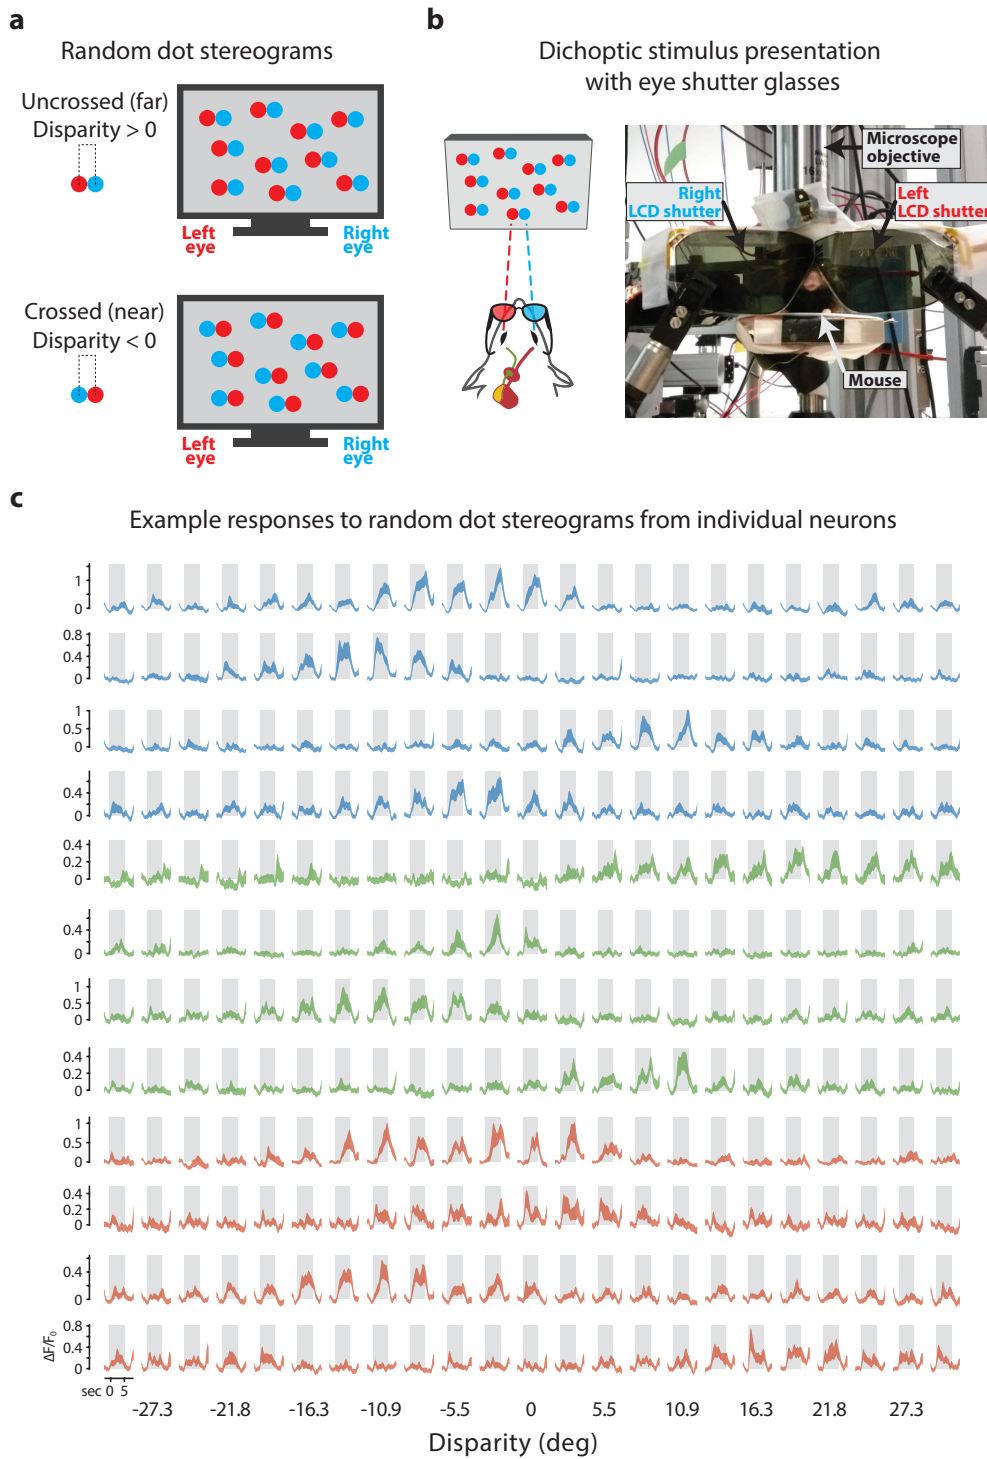 a
Random dot stereograms
Uncrossed (far)
Disparity > 0
Left
eye
Right
eye
Crossed (near)
Disparity < 0
Left
eye
Right
eye
b
Dichoptic stimulus presentation
with eye shutter glasses
Microscope
objective
Right
LCD shutter
Left
LCD shutter
Mouse
c
Example responses to random dot stereograms from individual neurons
1
0
0.8
0.4
0
1
0.5
0
0.4
0
0.4
0.2
0
0.4
0
1
0.5
0
0.4
0.2
0
1
0.5
0
0.4
0.2
0
0.4
0
0.8
0.4
0
ΔF/F₀
sec 0 5
-27.3 -21.8 -16.3 -10.9 -5.5 0 5.5 10.9 16.3 21.8 27.3
Disparity (deg)